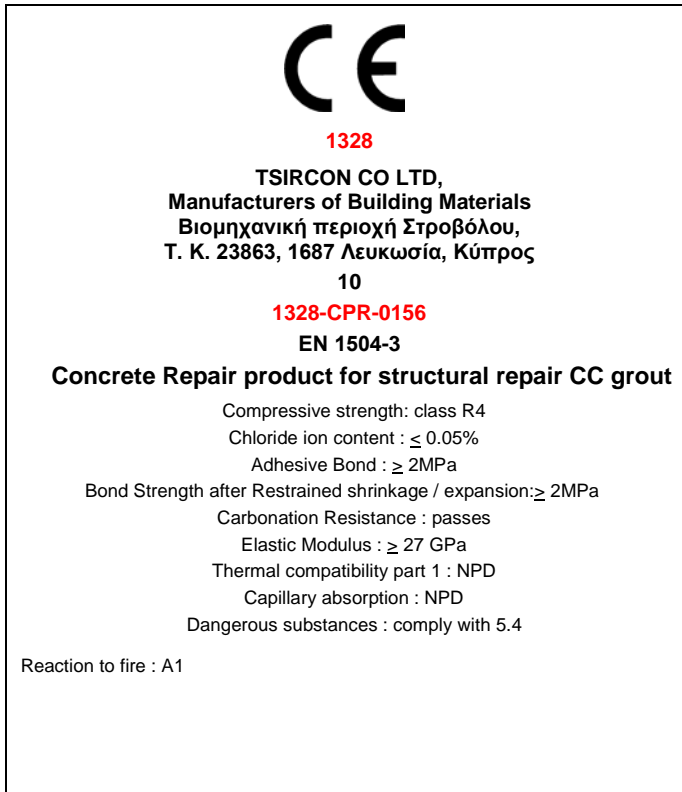 CE
1328
TSIRCON CO LTD,
Manufacturers of Building Materials
Βιομηχανική περιοχή Στροβόλου,
Τ. Κ. 23863, 1687 Λευκωσία, Κύπρος
10
1328-CPR-0156
EN 1504-3
Concrete Repair product for structural repair CC grout
Compressive strength: class R4
Chloride ion content : ≤ 0.05%
Adhesive Bond : ≥ 2MPa
Bond Strength after Restrained shrinkage / expansion:≥ 2MPa
Carbonation Resistance : passes
Elastic Modulus : ≥ 27 GPa
Thermal compatibility part 1 : NPD
Capillary absorption : NPD
Dangerous substances : comply with 5.4
Reaction to fire : A1